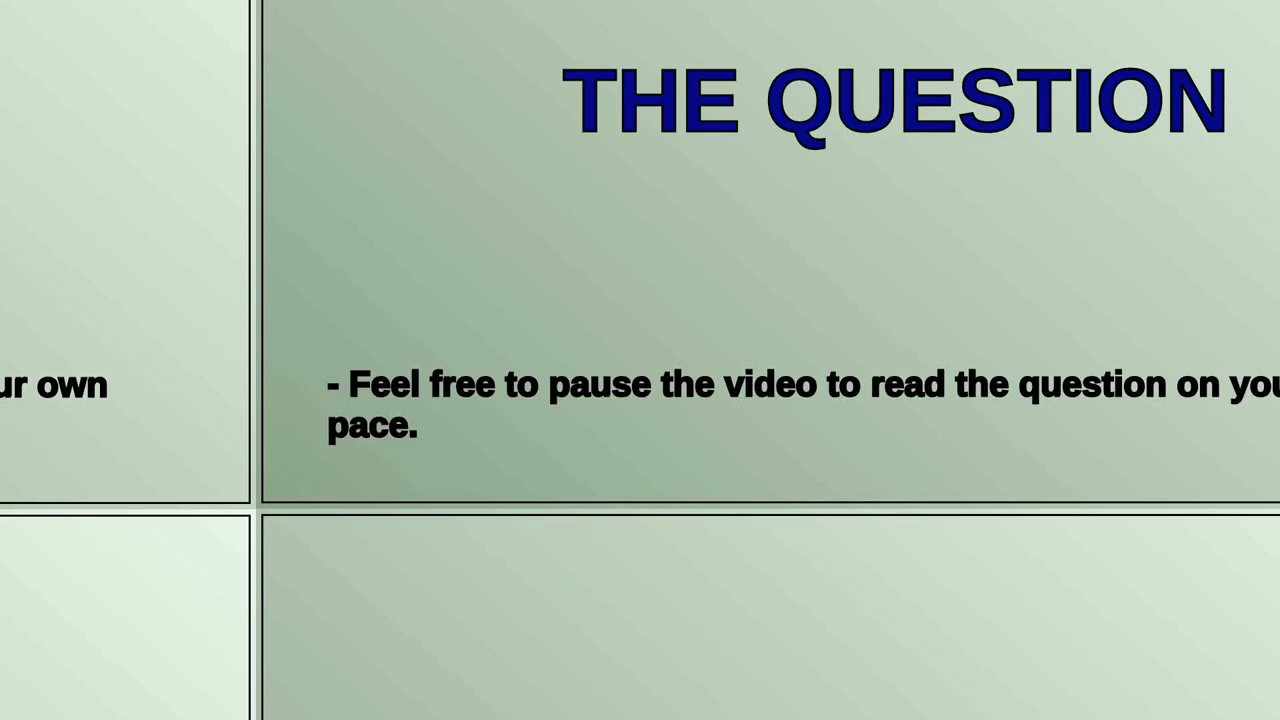 THE QUESTION
ur own
- Feel free to pause the video to read the question on you
pace.